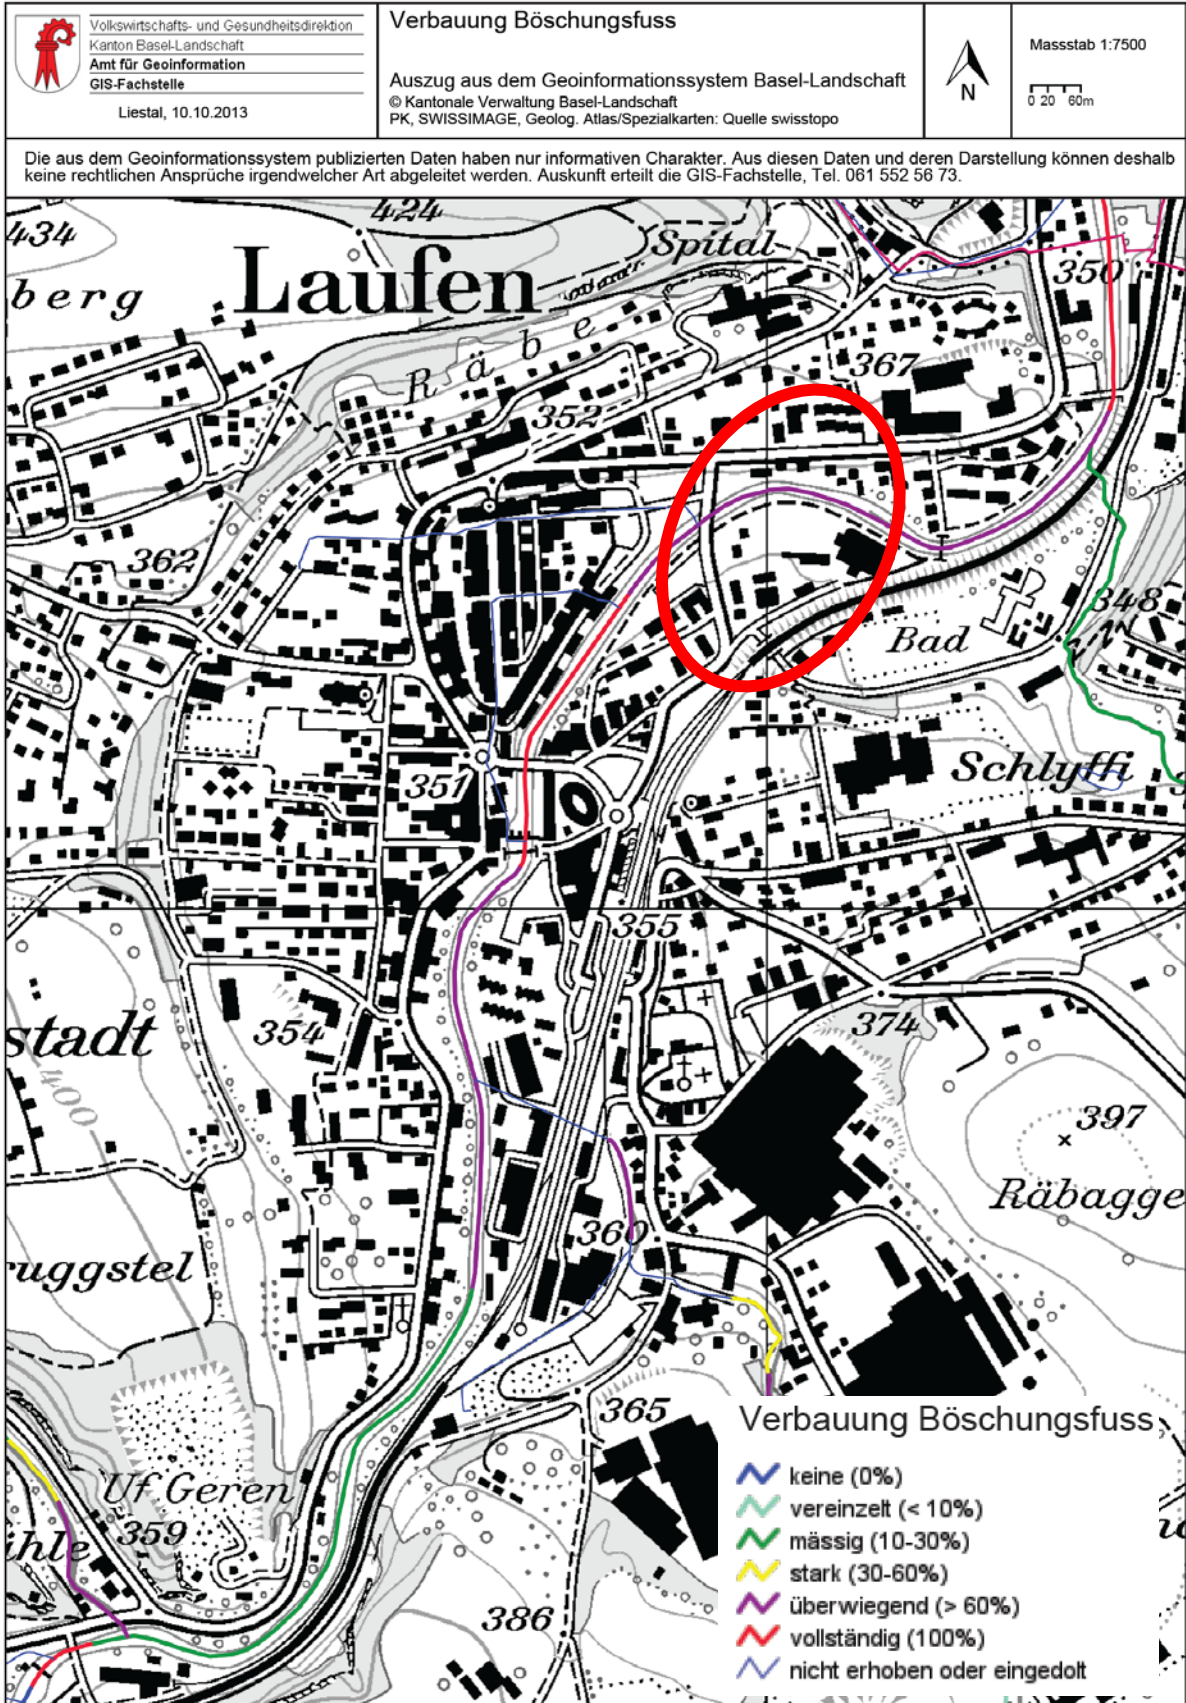 Volkswirtschafts- und Gesundheitsdirektion
Kanton Basel-Landschaft
Amt für Geoinformation
GIS-Fachstelle
Liestal, 10.10.2013
Verbauung Böschungsfuss
Auszug aus dem Geoinformationssystem Basel-Landschaft
© Kantonale Verwaltung Basel-Landschaft
PK, SWISSIMAGE, Geolog. Atlas/Spezialkarten: Quelle swisstopo
N
Massstab 1:7500
0 20 60m
Die aus dem Geoinformationssystem publizierten Daten haben nur informativen Charakter. Aus diesen Daten und deren Darstellung können deshalb
keine rechtlichen Ansprüche irgendwelcher Art abgeleitet werden. Auskunft erteilt die GIS-Fachstelle, Tel. 061 552 56 73.
424
434
Spital
Laufen
350
berg
Räbe
367
352
362
348
Bad
Schlyffi
351
355
354
374
stadt
400
397
Räbagge
360
ruggstel
365
Uf Geren
359
ihle
386
Verbauung Böschungsfuss
keine (0%)
vereinzelt (< 10%)
mässig (10-30%)
stark (30-60%)
überwiegend (> 60%)
vollständig (100%)
nicht erhoben oder eingedolt